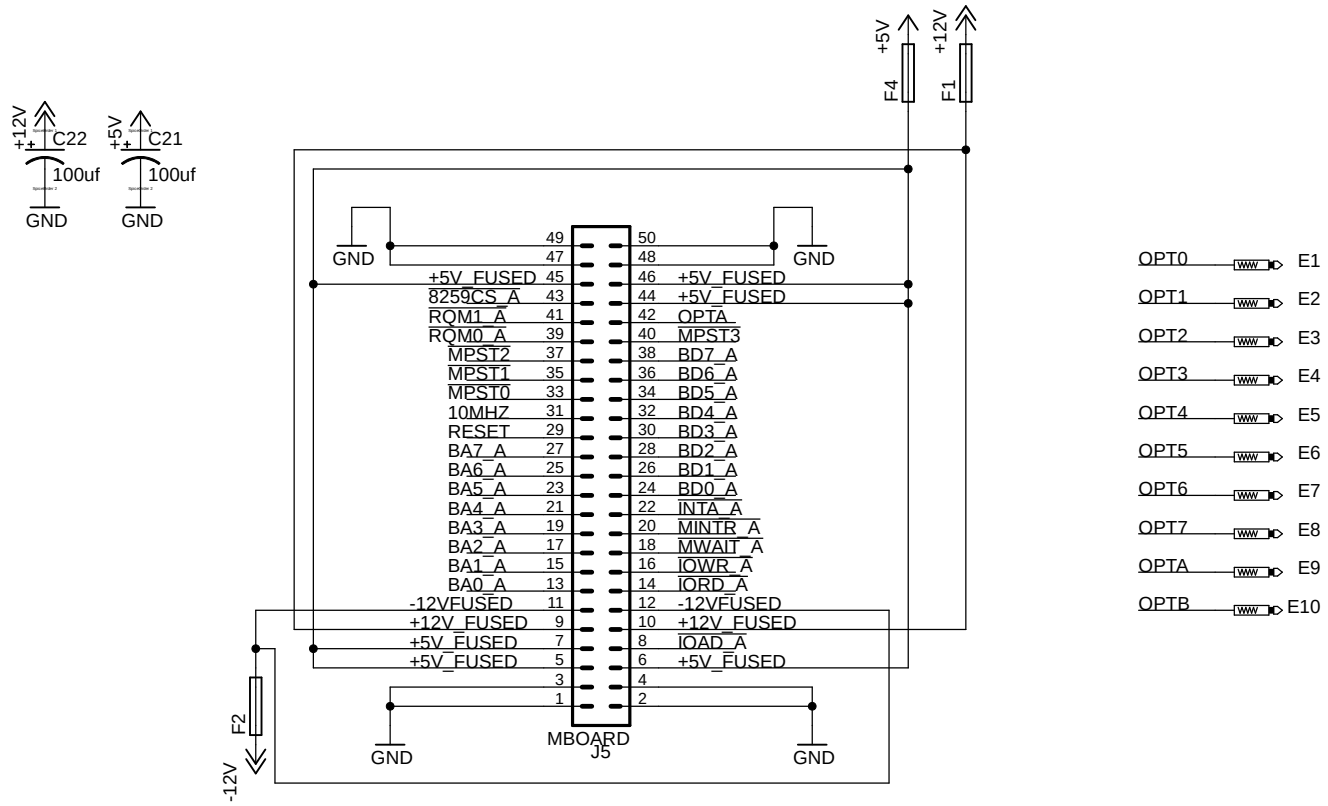 +5V
+12V
F4
F1
+12V
C22
100uf
GND
+5V
C21
100uf
GND
GND
GND
49 50
47 48
+5V_FUSED 45 46 +5V_FUSED
8259CS_A 43 44 +5V_FUSED
RQM1_A 41 42 OPTA
RQM0_A 39 40 MPST3
MPST2 37 38 BD7_A
MPST1 35 36 BD6_A
MPST0 33 34 BD5_A
10MHZ 31 32 BD4_A
RESET 29 30 BD3_A
BA7_A 27 28 BD2_A
BA6_A 25 26 BD1_A
BA5_A 23 24 BD0_A
BA4_A 21 22 INTA_A
BA3_A 19 20 MINTR_A
BA2_A 17 18 MWAIT_A
BA1_A 15 16 IOWR_A
BA0_A 13 14 IORD_A
-12VFUSED 11 12 -12VFUSED
+12V_FUSED 9 10 +12V_FUSED
+5V_FUSED 7 8 IOAD_A
+5V_FUSED 5 6 +5V_FUSED
3 4
1 2
MBOARD
J5
GND
GND
F2
-12V
OPT0 E1
OPT1 E2
OPT2 E3
OPT3 E4
OPT4 E5
OPT5 E6
OPT6 E7
OPT7 E8
OPTA E9
OPTB E10